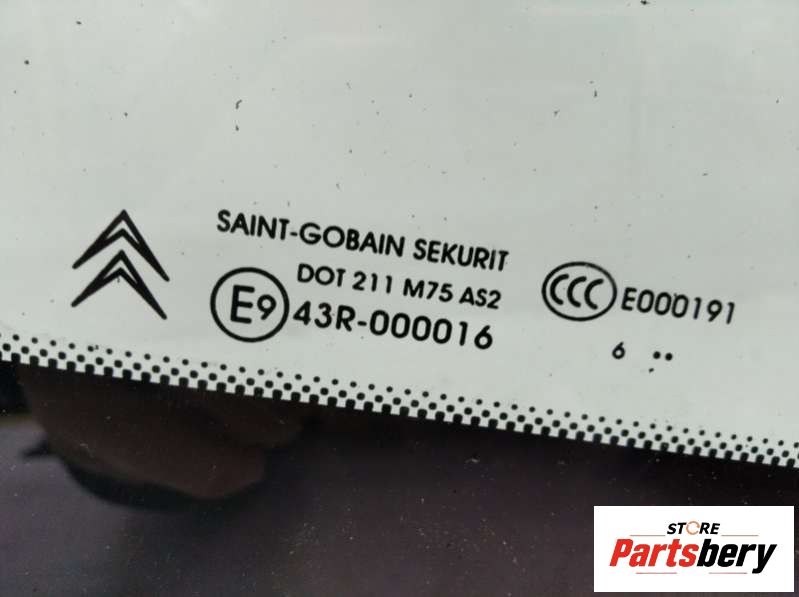 SAINT-GOBAIN SEKURIT
DOT 211 M75 AS2
E9 43R-000016
CCC E000191
6 ..
STORE
Partsbery